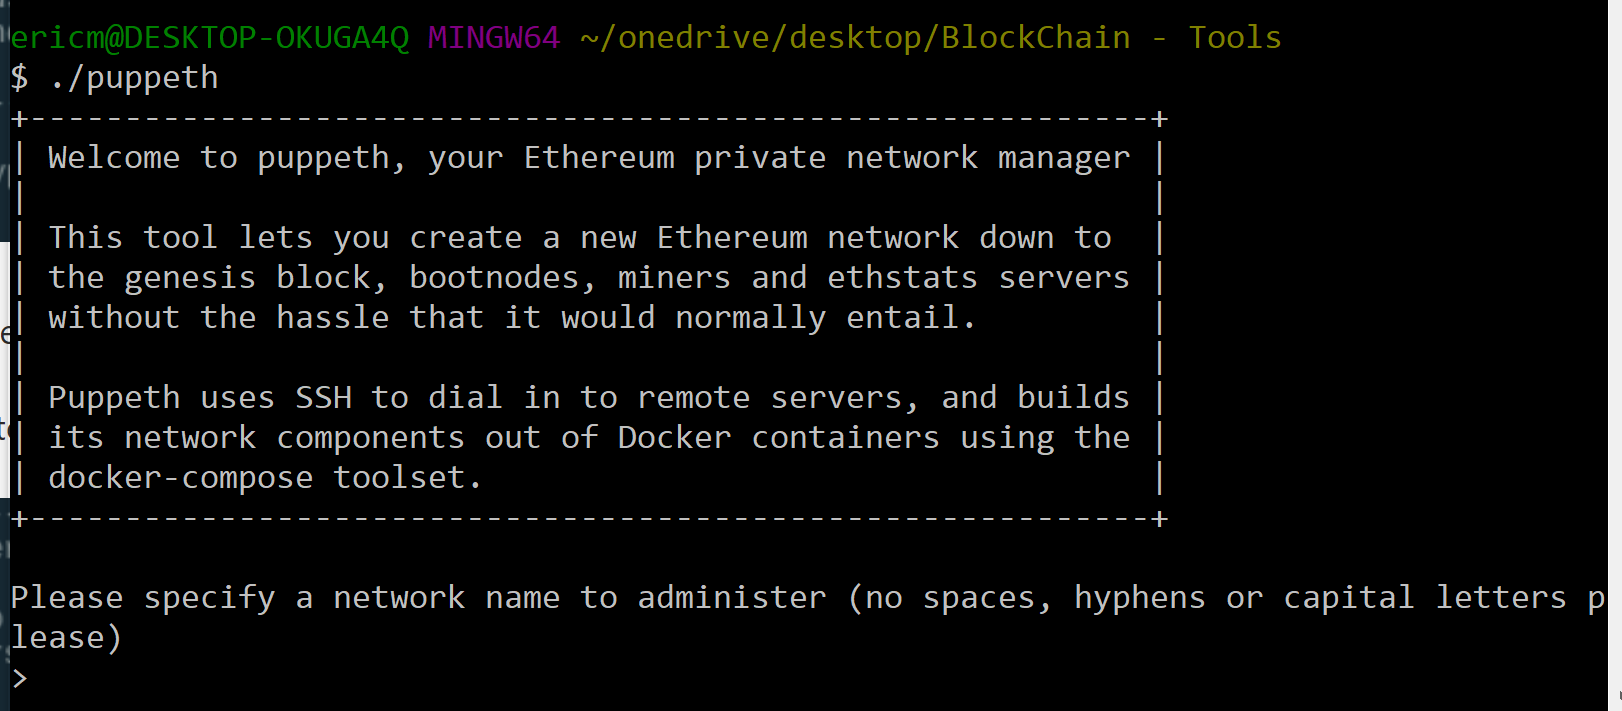 ericm@DESKTOP-OKUGA4Q MINGW64 ~/onedrive/desktop/BlockChain - Tools
$ ./puppeth
+-----------------------------------------------------------+
| Welcome to puppeth, your Ethereum private network manager |
|                                                           |
| This tool lets you create a new Ethereum network down to  |
| the genesis block, bootnodes, miners and ethstats servers |
| without the hassle that it would normally entail.         |
|                                                           |
| Puppeth uses SSH to dial in to remote servers, and builds |
| its network components out of Docker containers using the |
| docker-compose toolset.                                   |
+-----------------------------------------------------------+
Please specify a network name to administer (no spaces, hyphens or capital letters p
lease)
>